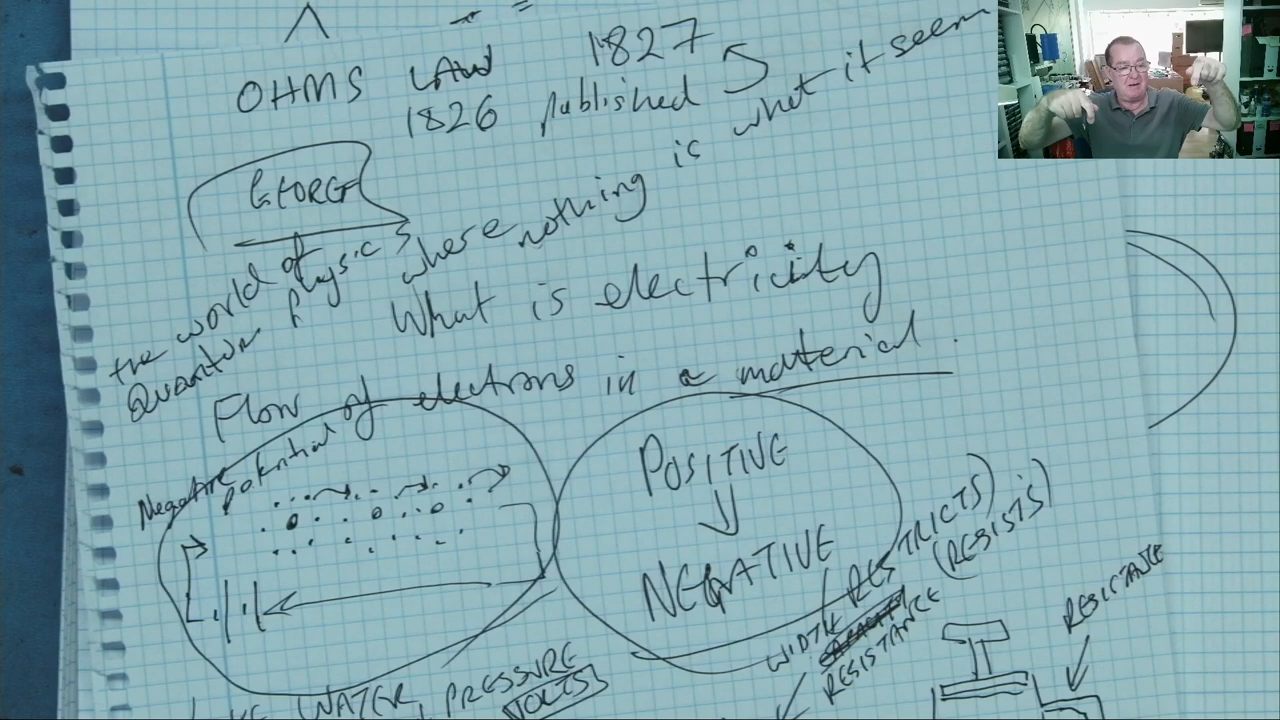 OHMS LAW 1827
1826 published
GEORGE
the world of
Quantum Physics where nothing is what it seem
What is electricity
Flow of electrons in a material.
Negative
potential
POSITIVE
NEGATIVE
WIDTH RESTRICTS)
RESISTANCE (RESISTS)
RESISTANCE
WATER PRESSURE
VOLTS